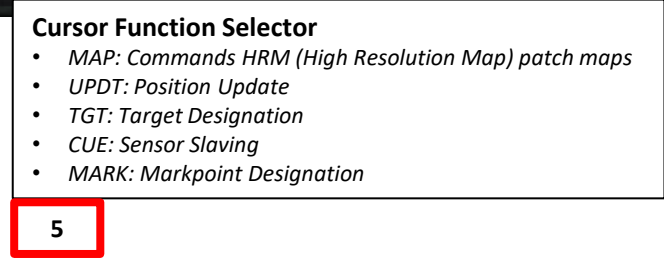 Cursor Function Selector
• MAP: Commands HRM (High Resolution Map) patch maps
• UPDT: Position Update
• TGT: Target Designation
• CUE: Sensor Slaving
• MARK: Markpoint Designation
5